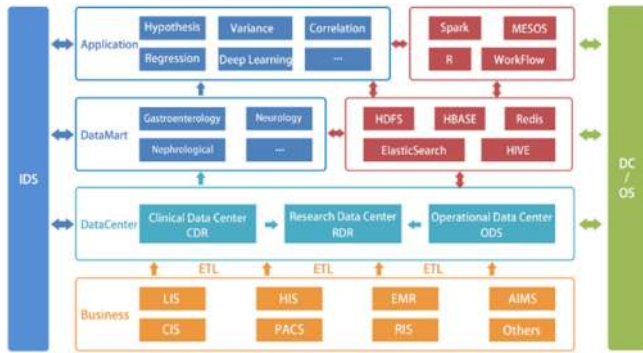 IDS
Application
Hypothesis
Variance
Correlation
Regression
Deep Learning
...
Spark
MESOS
R
WorkFlow
DataMart
Gastroenterology
Neurology
Nephrological
...
HDFS
HBASE
Redis
ElasticSearch
HIVE
DataCenter
Clinical Data Center
CDR
Research Data Center
RDR
Operational Data Center
ODS
ETL
ETL
ETL
Business
LIS
HIS
EMR
AIMS
CIS
PACS
RIS
Others
DC
/
OS